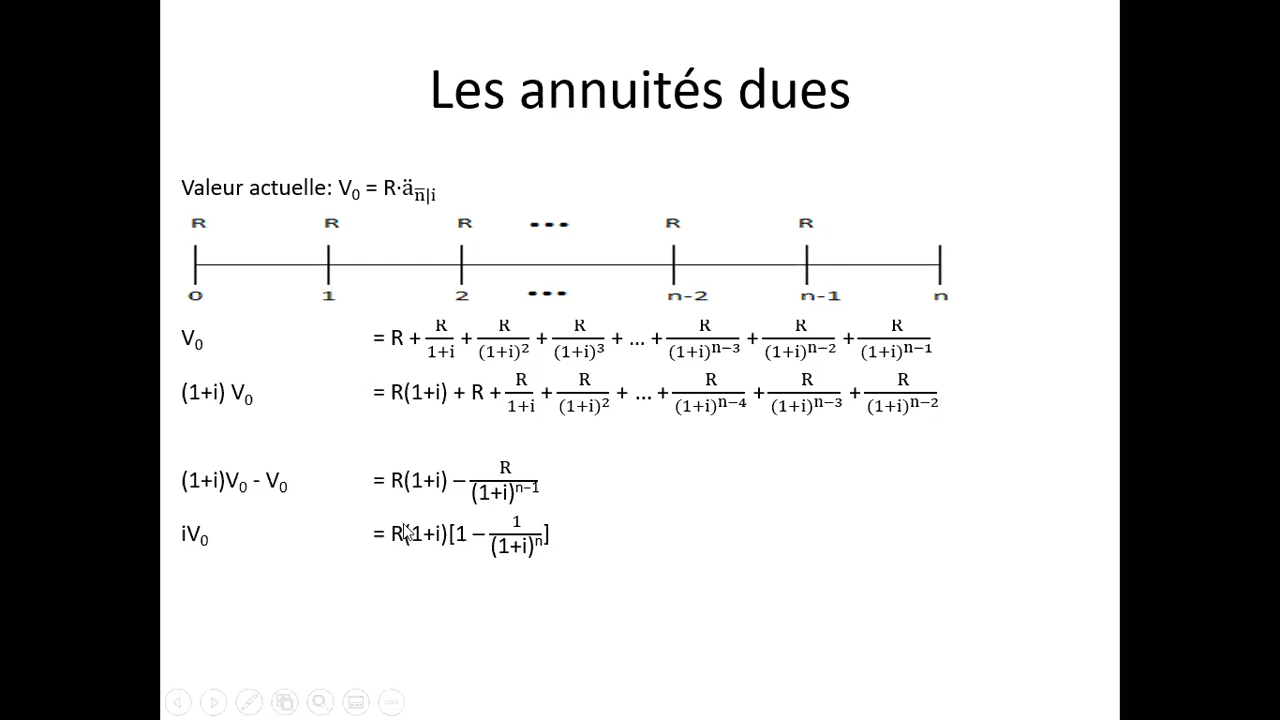 Les annuités dues
Valeur actuelle: V₀ = R·ä n̅|i
R R R ••• R R
0 1 2 ••• n-2 n-1 n
V₀ = R + R/(1+i) + R/(1+i)² + R/(1+i)³ + ... + R/(1+i)ⁿ⁻³ + R/(1+i)ⁿ⁻² + R/(1+i)ⁿ⁻¹
(1+i) V₀ = R(1+i) + R + R/(1+i) + R/(1+i)² + ... + R/(1+i)ⁿ⁻⁴ + R/(1+i)ⁿ⁻³ + R/(1+i)ⁿ⁻²
(1+i)V₀ - V₀ = R(1+i) − R/(1+i)ⁿ⁻¹
iV₀ = R(1+i)[1 − 1/(1+i)ⁿ]